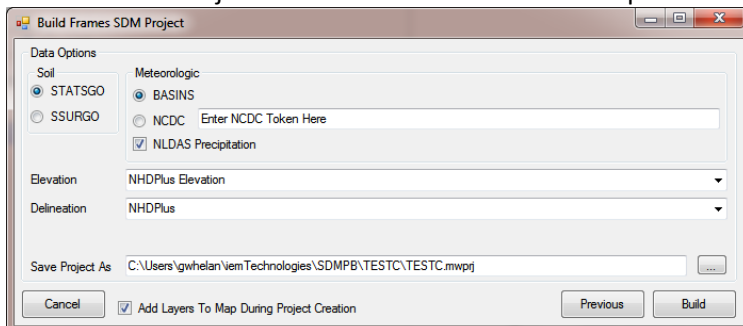 Build Frames SDM Project
Data Options
Soil
STATSGO
SSURGO
Meteorologic
BASINS
NCDC Enter NCDC Token Here
NLDAS Precipitation
Elevation NHDPlus Elevation
Delineation NHDPlus
Save Project As C:\Users\gwhelan\iemTechnologies\SDMPB\TESTC\TESTC.mwprj ...
Cancel Add Layers To Map During Project Creation Previous Build